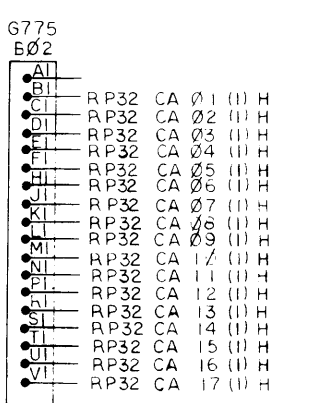 G775
BØ2
A1
B1 RP32 CA Ø1 (1) H
C1 RP32 CA Ø2 (1) H
D1 RP32 CA Ø3 (1) H
E1 RP32 CA Ø4 (1) H
F1 RP32 CA Ø5 (1) H
H1 RP32 CA Ø6 (1) H
J1 RP32 CA Ø7 (1) H
K1 RP32 CA Ø8 (1) H
L1 RP32 CA Ø9 (1) H
M1 RP32 CA 1Ø (1) H
N1 RP32 CA 11 (1) H
P1 RP32 CA 12 (1) H
R1 RP32 CA 13 (1) H
S1 RP32 CA 14 (1) H
T1 RP32 CA 15 (1) H
U1 RP32 CA 16 (1) H
V1 RP32 CA 17 (1) H